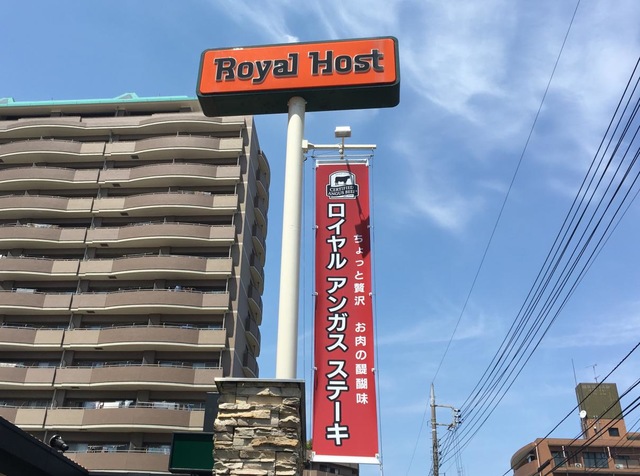 Royal Host
CERTIFIED
ANGUS BEEF
ちょっと贅沢 お肉の醍醐味
ロイヤル アンガス ステーキ